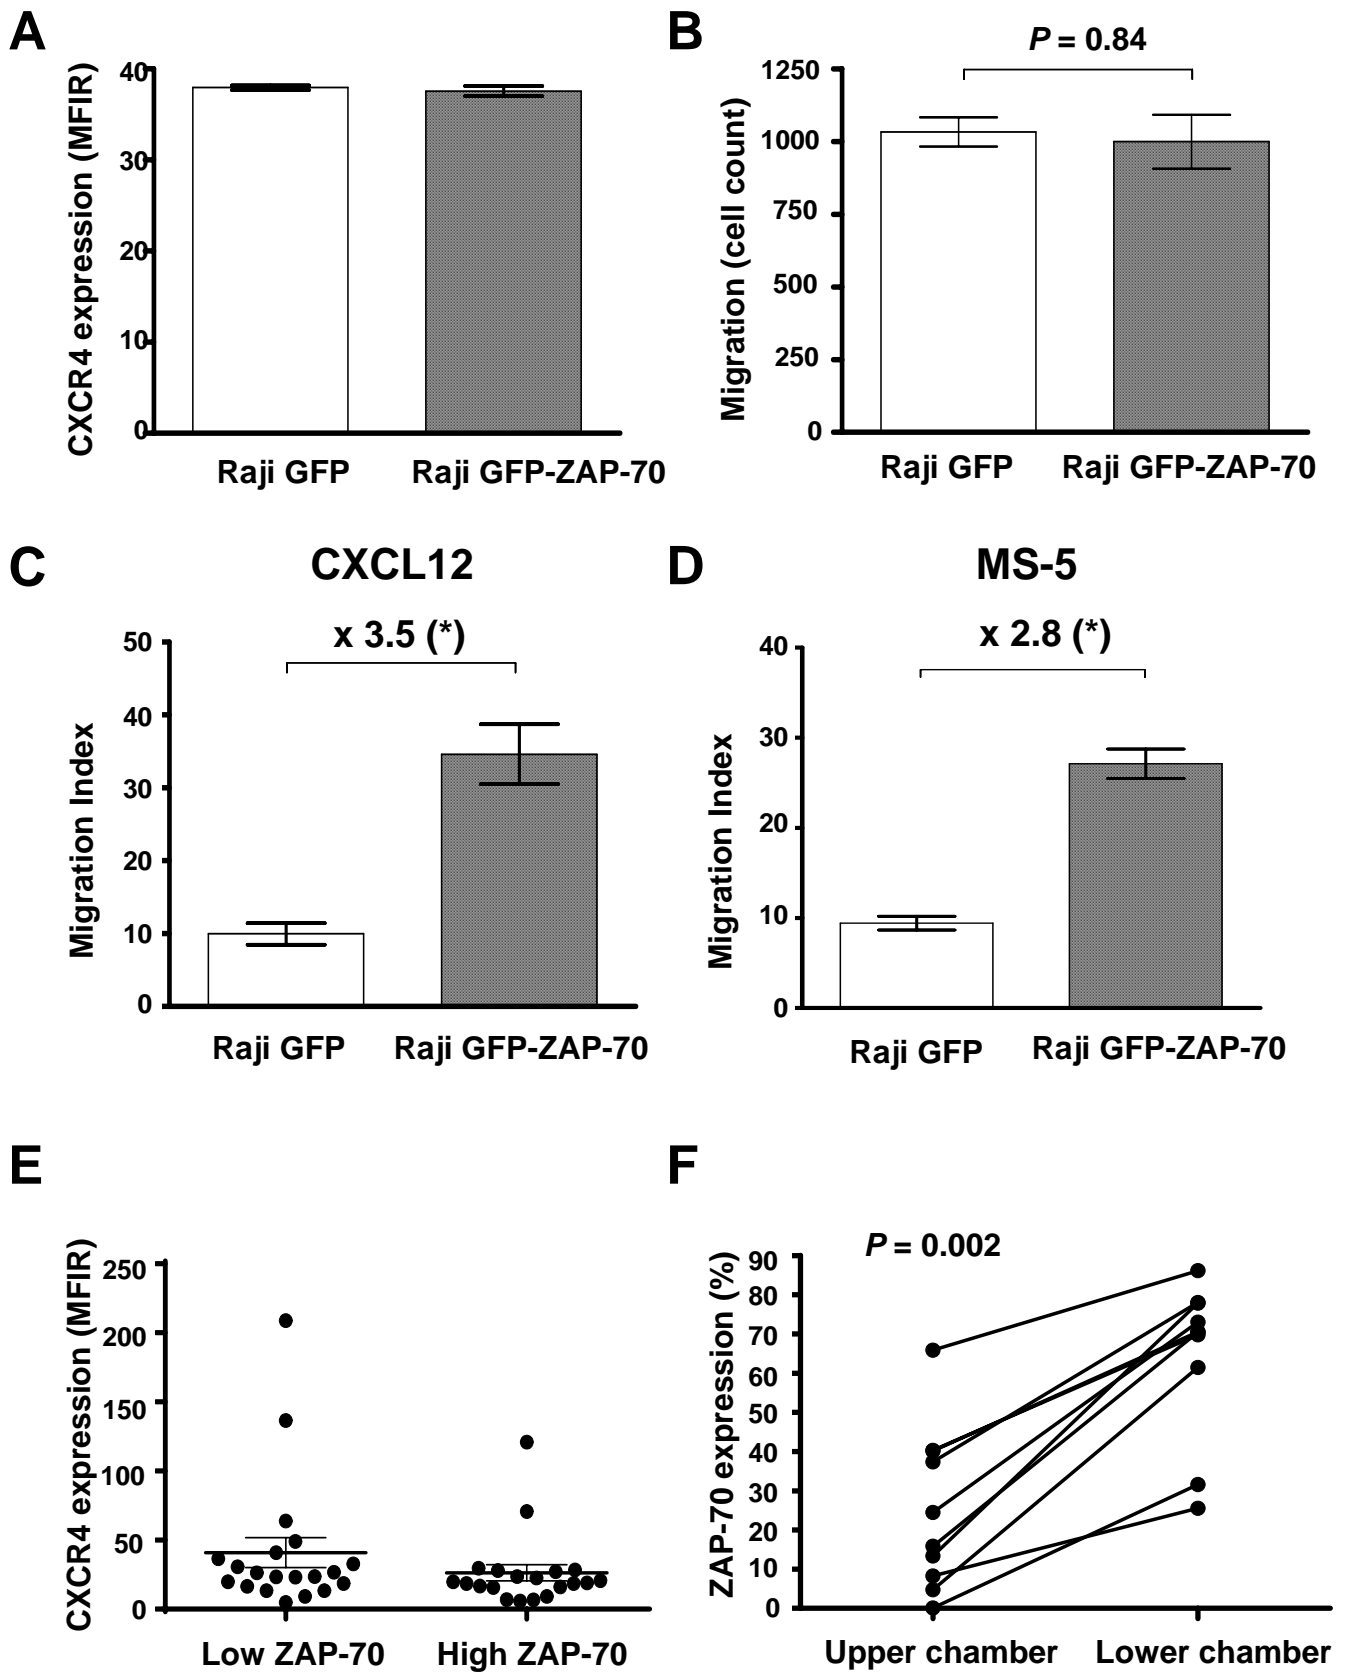 A
CXCR4 expression (MFIR)
40
30
20
10
0
Raji GFP
Raji GFP-ZAP-70
B
P = 0.84
Migration (cell count)
1250
1000
750
500
250
0
Raji GFP
Raji GFP-ZAP-70
C
CXCL12
x 3.5 (*)
Migration Index
50
40
30
20
10
0
Raji GFP
Raji GFP-ZAP-70
D
MS-5
x 2.8 (*)
Migration Index
40
30
20
10
0
Raji GFP
Raji GFP-ZAP-70
E
CXCR4 expression (MFIR)
250
200
150
100
50
0
Low ZAP-70
High ZAP-70
F
P = 0.002
ZAP-70 expression (%)
90
80
70
60
50
40
30
20
10
0
Upper chamber
Lower chamber